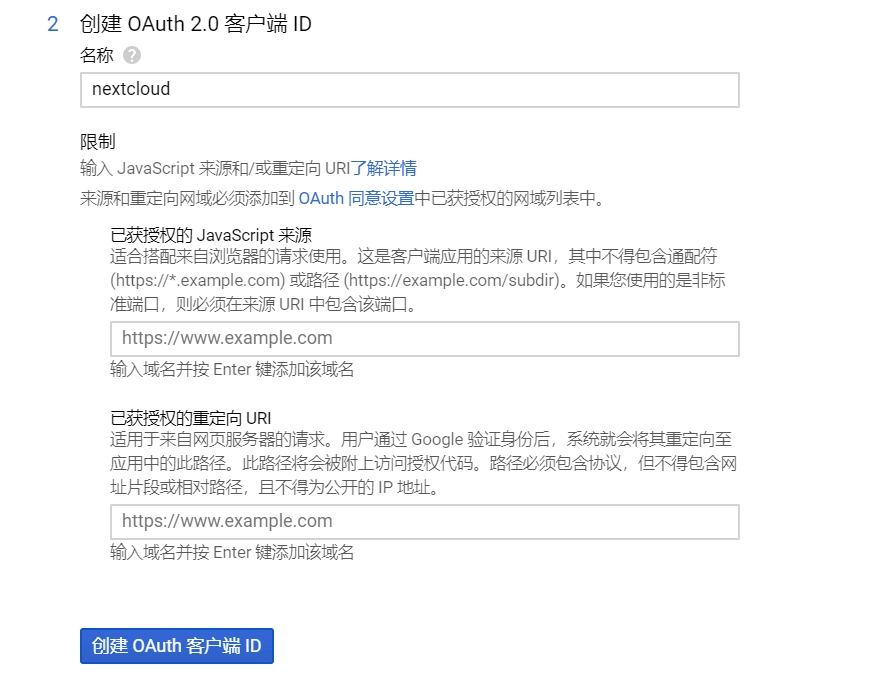 2 创建 OAuth 2.0 客户端 ID
名称 ?
nextcloud
限制
输入 JavaScript 来源和/或重定向 URI了解详情
来源和重定向网域必须添加到 OAuth 同意设置中已获授权的网域列表中。
已获授权的 JavaScript 来源
适合搭配来自浏览器的请求使用。这是客户端应用的来源 URI，其中不得包含通配符
(https://*.example.com) 或路径 (https://example.com/subdir)。如果您使用的是非标
准端口，则必须在来源 URI 中包含该端口。
https://www.example.com
输入域名并按 Enter 键添加该域名
已获授权的重定向 URI
适用于来自网页服务器的请求。用户通过 Google 验证身份后，系统就会将其重定向至
应用中的此路径。此路径将会被附上访问授权代码。路径必须包含协议，但不得包含网
址片段或相对路径，且不得为公开的 IP 地址。
https://www.example.com
输入域名并按 Enter 键添加该域名
创建 OAuth 客户端 ID